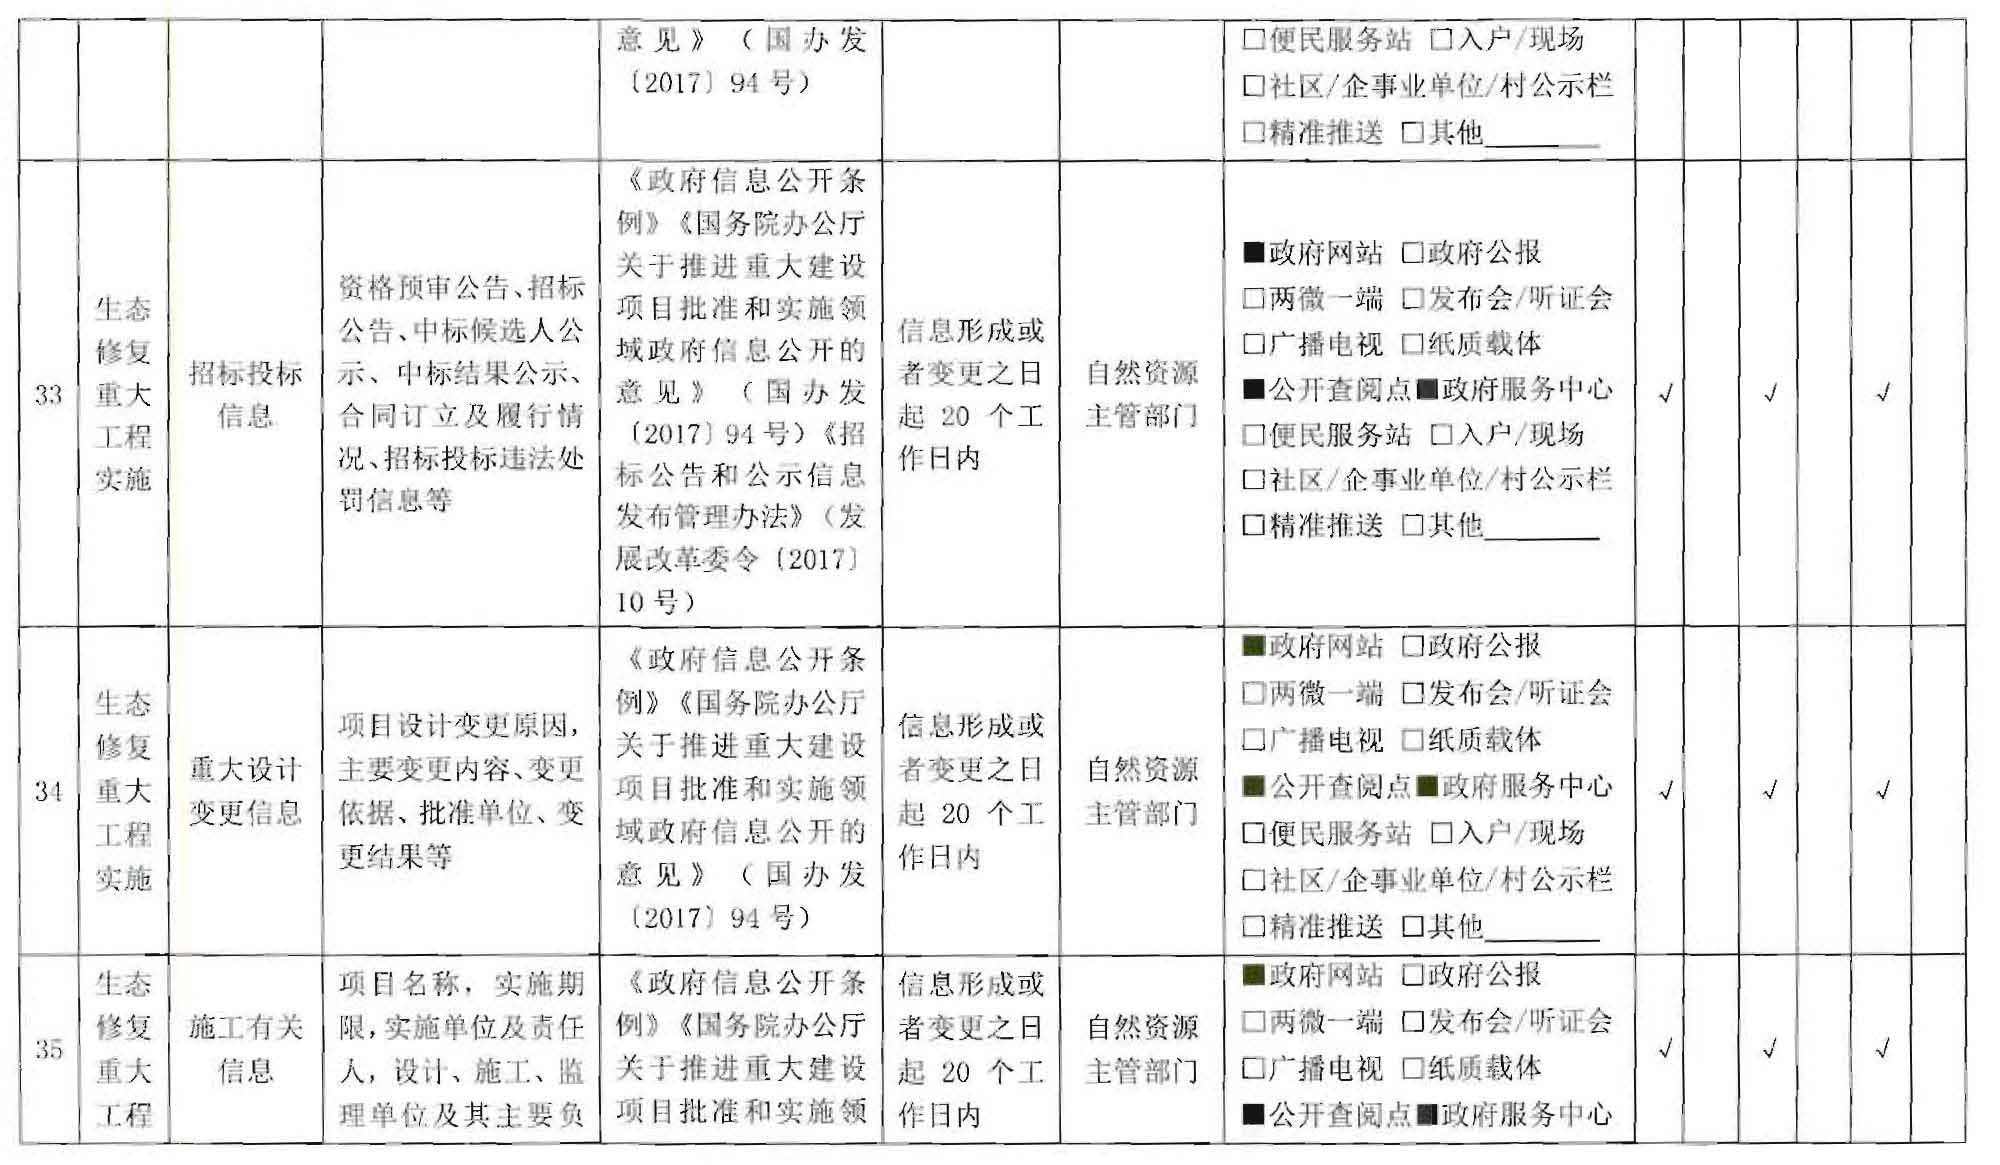 意见》（国办发
〔2017〕94号）
□便民服务站 □入户/现场
□社区/企事业单位/村公示栏
□精准推送 □其他________
33
生态
修复
重大
工程
实施
招标投标
信息
资格预审公告、招标
公告、中标候选人公
示、中标结果公示、
合同订立及履行情
况、招标投标违法处
罚信息等
《政府信息公开条
例》《国务院办公厅
关于推进重大建设
项目批准和实施领
域政府信息公开的
意见》（国办发
〔2017〕94号）《招
标公告和公示信息
发布管理办法》（发
展改革委令〔2017〕
10号）
信息形成或
者变更之日
起 20 个工
作日内
自然资源
主管部门
■政府网站 □政府公报
□两微一端 □发布会/听证会
□广播电视 □纸质载体
■公开查阅点■政府服务中心
□便民服务站 □入户/现场
□社区/企事业单位/村公示栏
□精准推送 □其他________
√ √ √
34
生态
修复
重大
工程
实施
重大设计
变更信息
项目设计变更原因，
主要变更内容、变更
依据、批准单位、变
更结果等
《政府信息公开条
例》《国务院办公厅
关于推进重大建设
项目批准和实施领
域政府信息公开的
意见》（国办发
〔2017〕94号）
信息形成或
者变更之日
起 20 个工
作日内
自然资源
主管部门
■政府网站 □政府公报
□两微一端 □发布会/听证会
□广播电视 □纸质载体
■公开查阅点■政府服务中心
□便民服务站 □入户/现场
□社区/企事业单位/村公示栏
□精准推送 □其他________
√ √ √
35
生态
修复
重大
工程
施工有关
信息
项目名称，实施期
限，实施单位及责任
人，设计、施工、监
理单位及其主要负
《政府信息公开条
例》《国务院办公厅
关于推进重大建设
项目批准和实施领
信息形成或
者变更之日
起 20 个工
作日内
自然资源
主管部门
■政府网站 □政府公报
□两微一端 □发布会/听证会
□广播电视 □纸质载体
■公开查阅点■政府服务中心
√ √ √